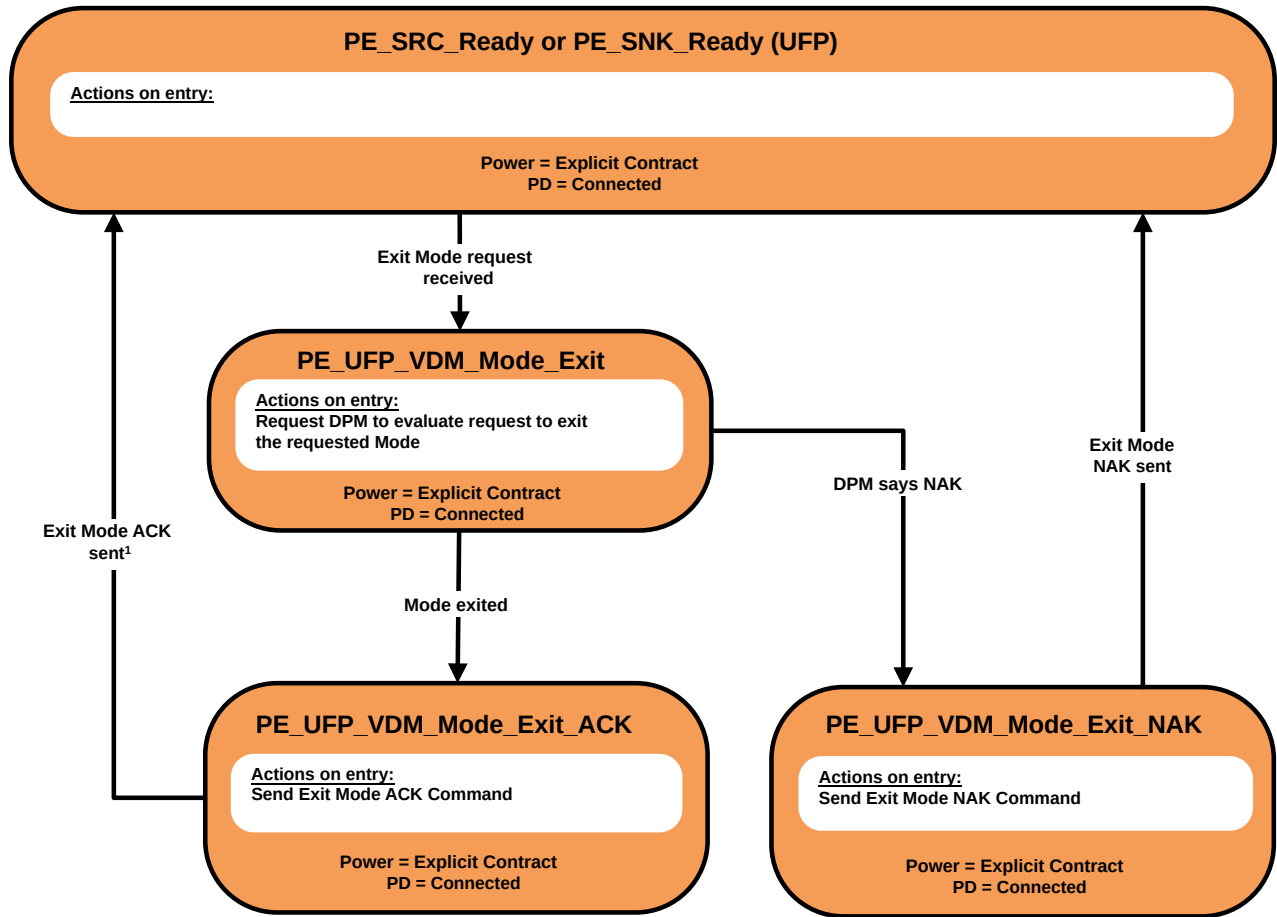 PE_SRC_Ready or PE_SNK_Ready (UFP)
Actions on entry:
Power = Explicit Contract
PD = Connected
Exit Mode request
received
PE_UFP_VDM_Mode_Exit
Actions on entry:
Request DPM to evaluate request to exit
the requested Mode
Power = Explicit Contract
PD = Connected
Exit Mode
NAK sent
DPM says NAK
Exit Mode ACK
sent¹
Mode exited
PE_UFP_VDM_Mode_Exit_ACK
Actions on entry:
Send Exit Mode ACK Command
Power = Explicit Contract
PD = Connected
PE_UFP_VDM_Mode_Exit_NAK
Actions on entry:
Send Exit Mode NAK Command
Power = Explicit Contract
PD = Connected